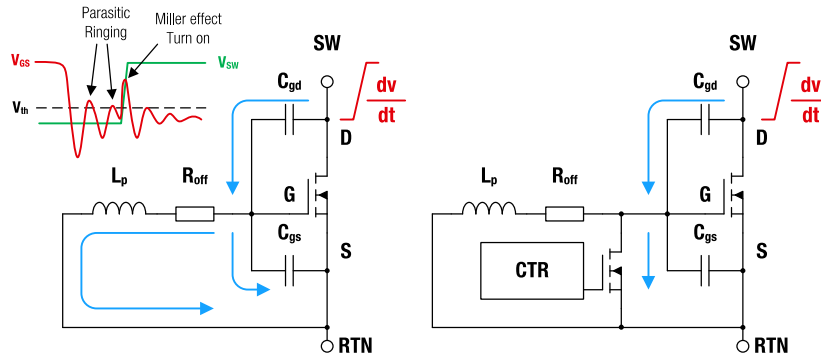 Parasitic
Ringing
Miller effect
Turn on
VGS
VSW
Vth
SW
Cgd
dv
dt
D
Lp
Roff
G
Cgs
S
RTN
SW
Cgd
dv
dt
D
Lp
Roff
G
Cgs
S
CTR
RTN